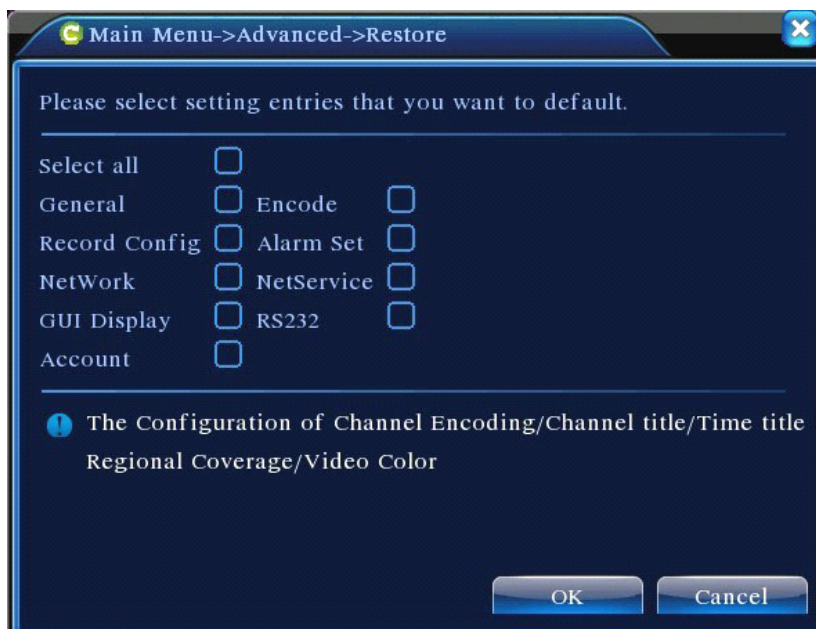 Main Menu->Advanced->Restore
Please select setting entries that you want to default.
Select all
General Encode
Record Config Alarm Set
NetWork NetService
GUI Display RS232
Account
The Configuration of Channel Encoding/Channel title/Time title
Regional Coverage/Video Color
OK Cancel